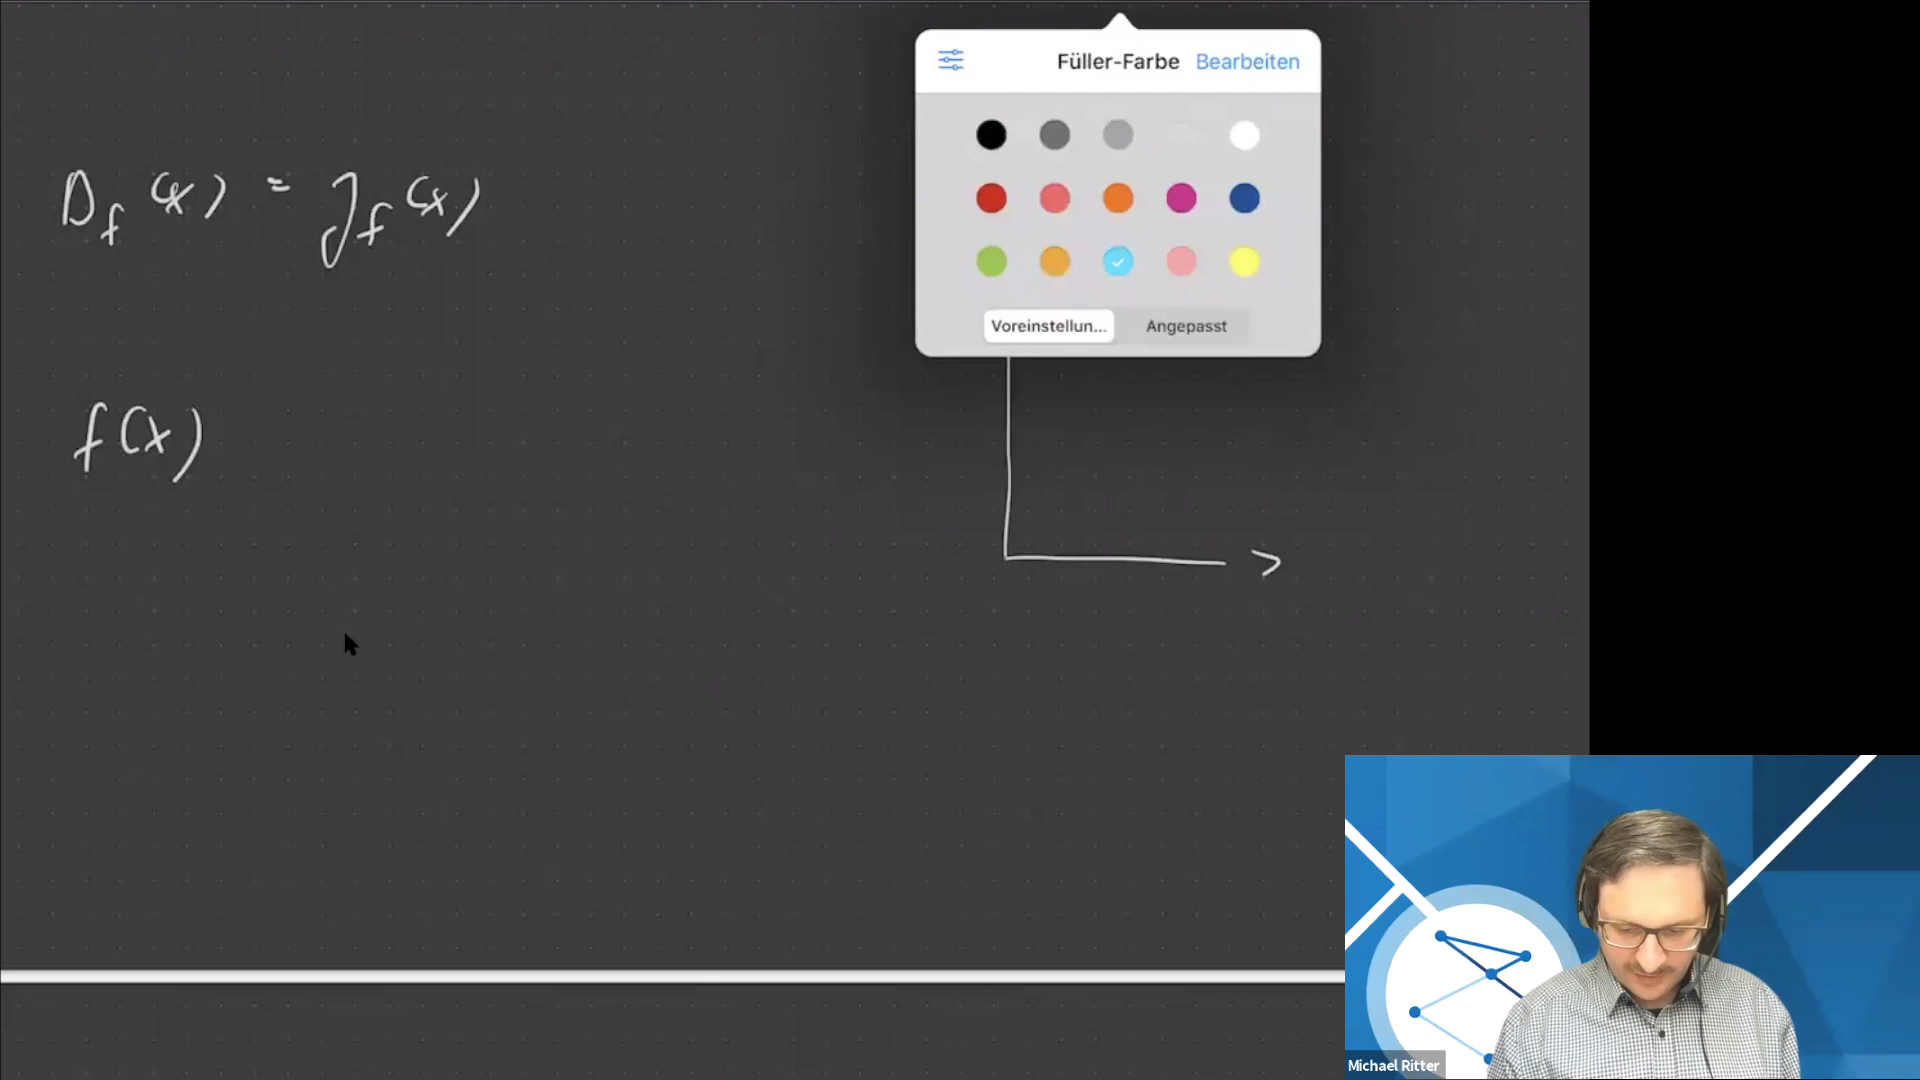 Füller-Farbe Bearbeiten
Voreinstellun... Angepasst
D_f (x) = J_f (x)
f(x)
Michael Ritter